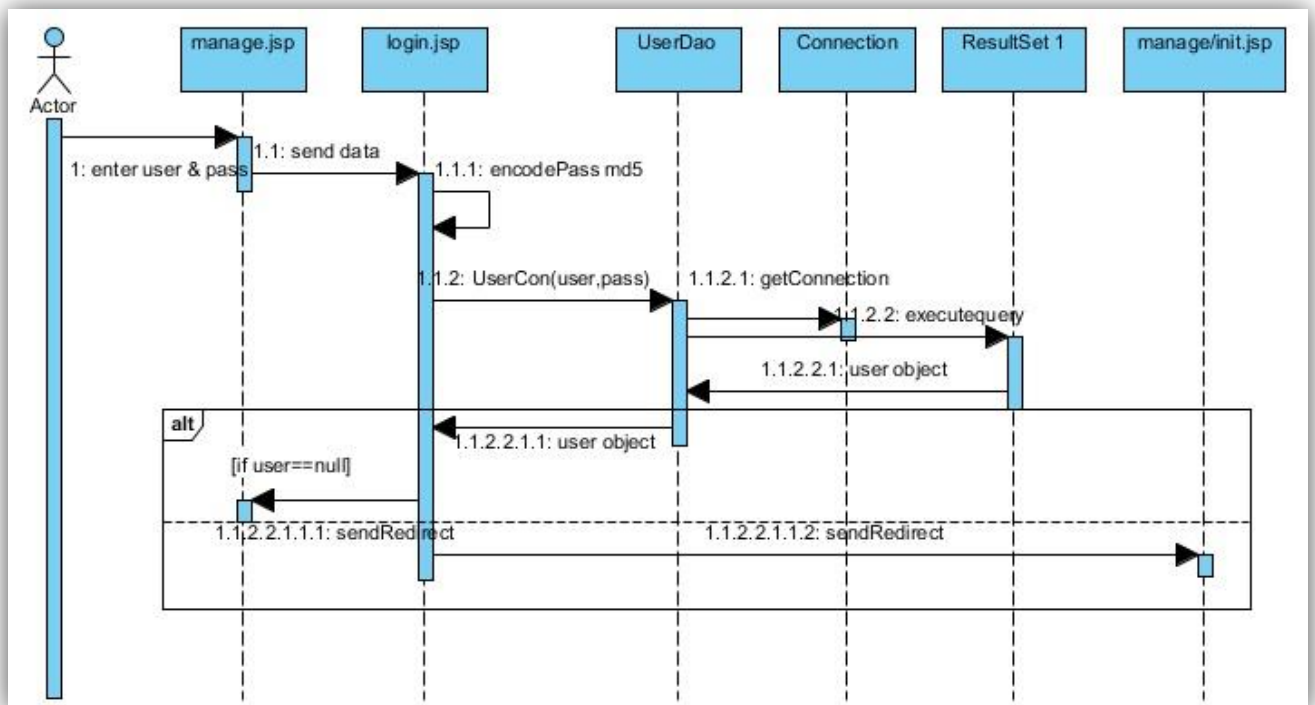 manage.jsp
login.jsp
UserDao
Connection
ResultSet 1
manage/init.jsp
Actor
1: enter user & pass
1.1: send data
1.1.1: encodePass md5
1.1.2: UserCon(user,pass)
1.1.2.1: getConnection
1.1.2.2: executequery
1.1.2.2.1: user object
alt
1.1.2.2.1.1: user object
[if user==null]
1.1.2.2.1.1.1: sendRedirect
1.1.2.2.1.1.2: sendRedirect